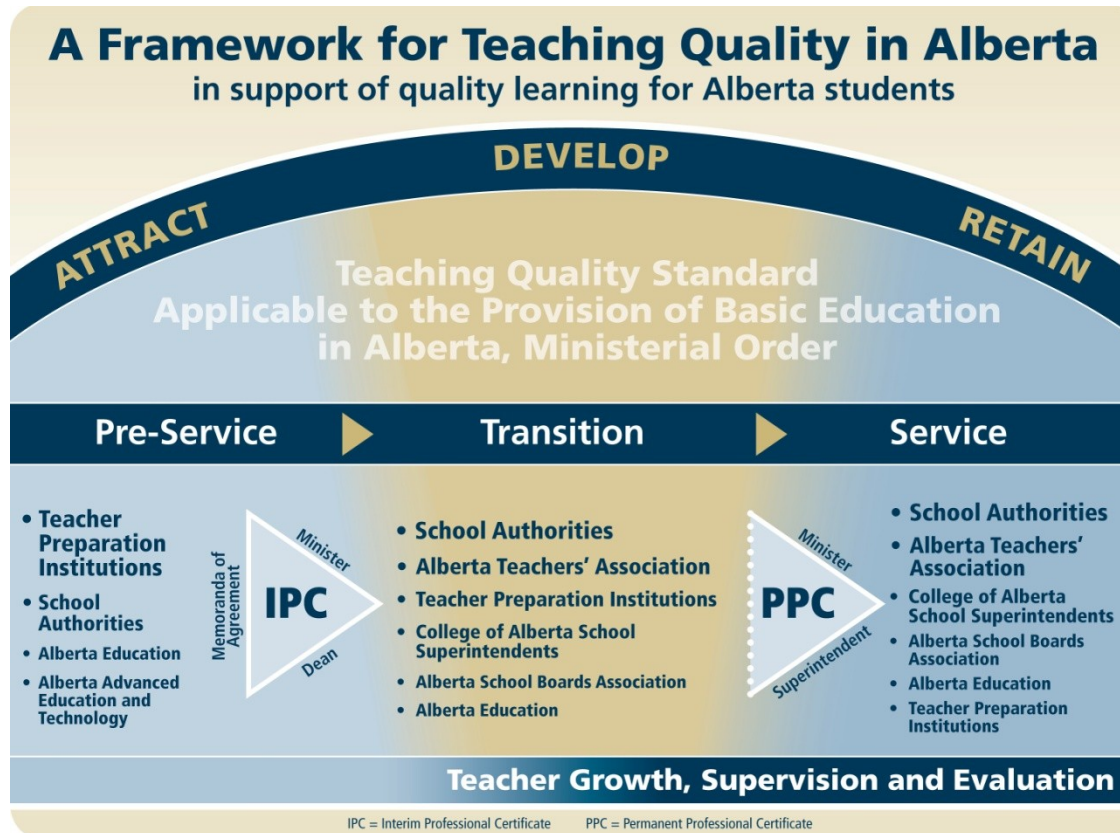 A Framework for Teaching Quality in Alberta
in support of quality learning for Alberta students
ATTRACT
DEVELOP
RETAIN
Teaching Quality Standard
Applicable to the Provision of Basic Education
in Alberta, Ministerial Order
Pre-Service
Transition
Service
• Teacher
Preparation
Institutions
• School
Authorities
• Alberta Education
• Alberta Advanced
Education and
Technology
Memoranda of
Agreement
Minister
IPC
Dean
• School Authorities
• Alberta Teachers' Association
• Teacher Preparation Institutions
• College of Alberta School
Superintendents
• Alberta School Boards Association
• Alberta Education
Minister
PPC
Superintendent
• School Authorities
• Alberta Teachers'
Association
• College of Alberta
School Superintendents
• Alberta School Boards
Association
• Alberta Education
• Teacher Preparation
Institutions
Teacher Growth, Supervision and Evaluation
IPC = Interim Professional Certificate PPC = Permanent Professional Certificate